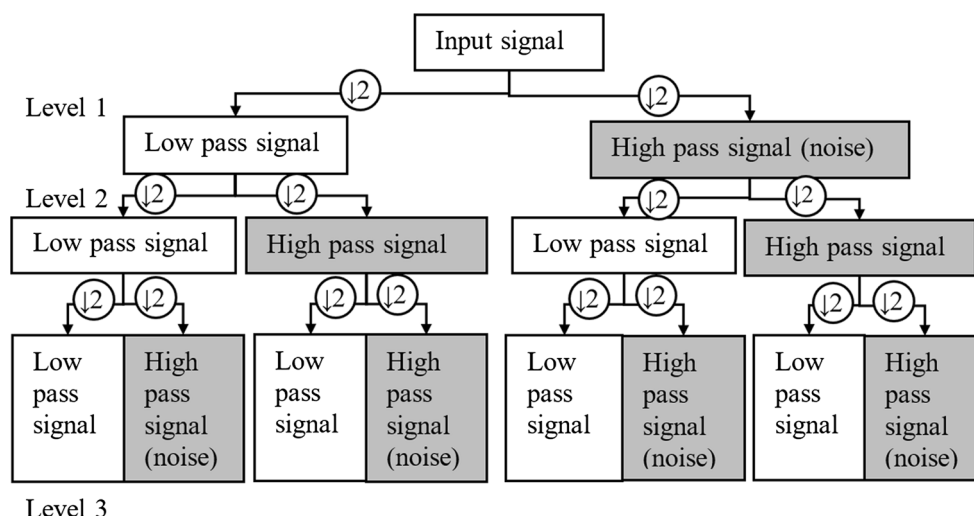 Input signal
↓2
↓2
Level 1
Low pass signal
High pass signal (noise)
↓2
↓2
↓2
↓2
Level 2
Low pass signal
High pass signal
Low pass signal
High pass signal
↓2
↓2
↓2
↓2
↓2
↓2
↓2
↓2
Low
pass
signal
High
pass
signal
(noise)
Low
pass
signal
High
pass
signal
(noise)
Low
pass
signal
High
pass
signal
(noise)
Low
pass
signal
High
pass
signal
(noise)
Level 3